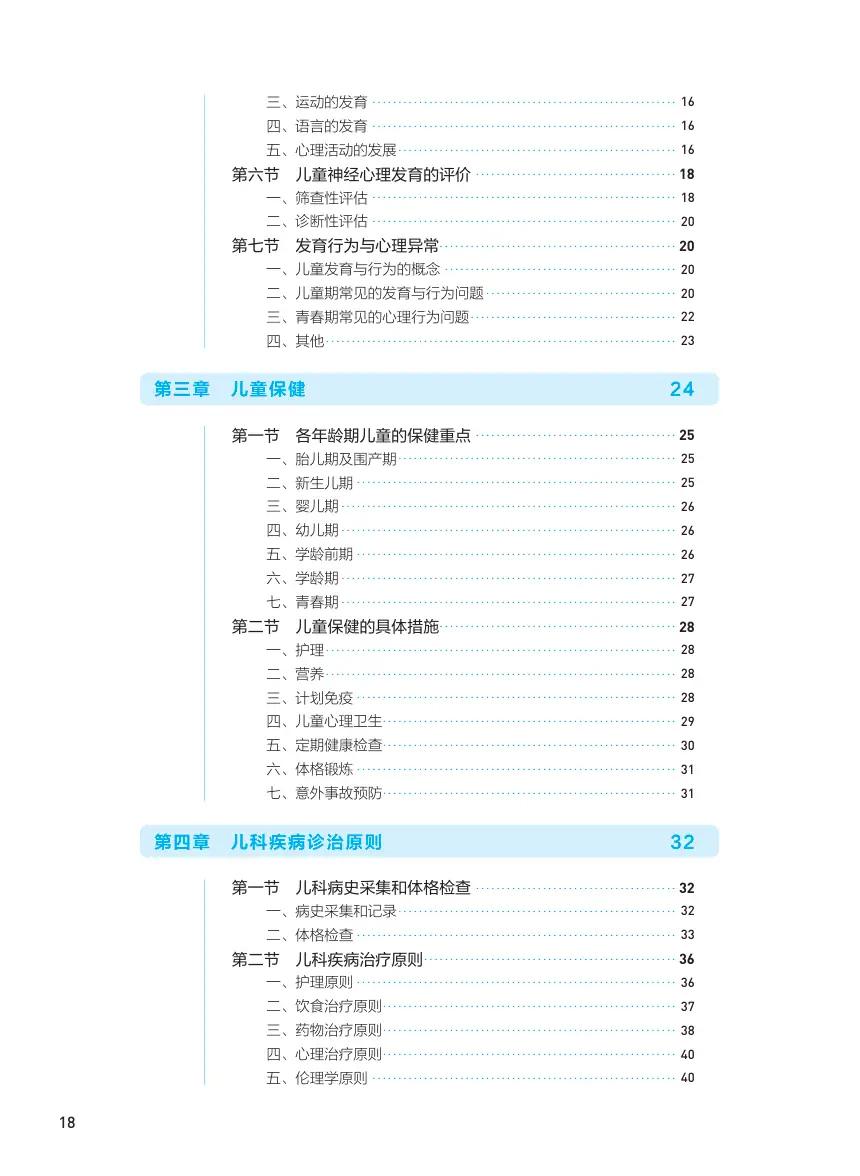 三、运动的发育 16
四、语言的发育 16
五、心理活动的发展 16
第六节 儿童神经心理发育的评价 18
一、筛查性评估 18
二、诊断性评估 20
第七节 发育行为与心理异常 20
一、儿童发育与行为的概念 20
二、儿童期常见的发育与行为问题 20
三、青春期常见的心理行为问题 22
四、其他 23
第三章 儿童保健 24
第一节 各年龄期儿童的保健重点 25
一、胎儿期及围产期 25
二、新生儿期 25
三、婴儿期 26
四、幼儿期 26
五、学龄前期 26
六、学龄期 27
七、青春期 27
第二节 儿童保健的具体措施 28
一、护理 28
二、营养 28
三、计划免疫 28
四、儿童心理卫生 29
五、定期健康检查 30
六、体格锻炼 31
七、意外事故预防 31
第四章 儿科疾病诊治原则 32
第一节 儿科病史采集和体格检查 32
一、病史采集和记录 32
二、体格检查 33
第二节 儿科疾病治疗原则 36
一、护理原则 36
二、饮食治疗原则 37
三、药物治疗原则 38
四、心理治疗原则 40
五、伦理学原则 40
18